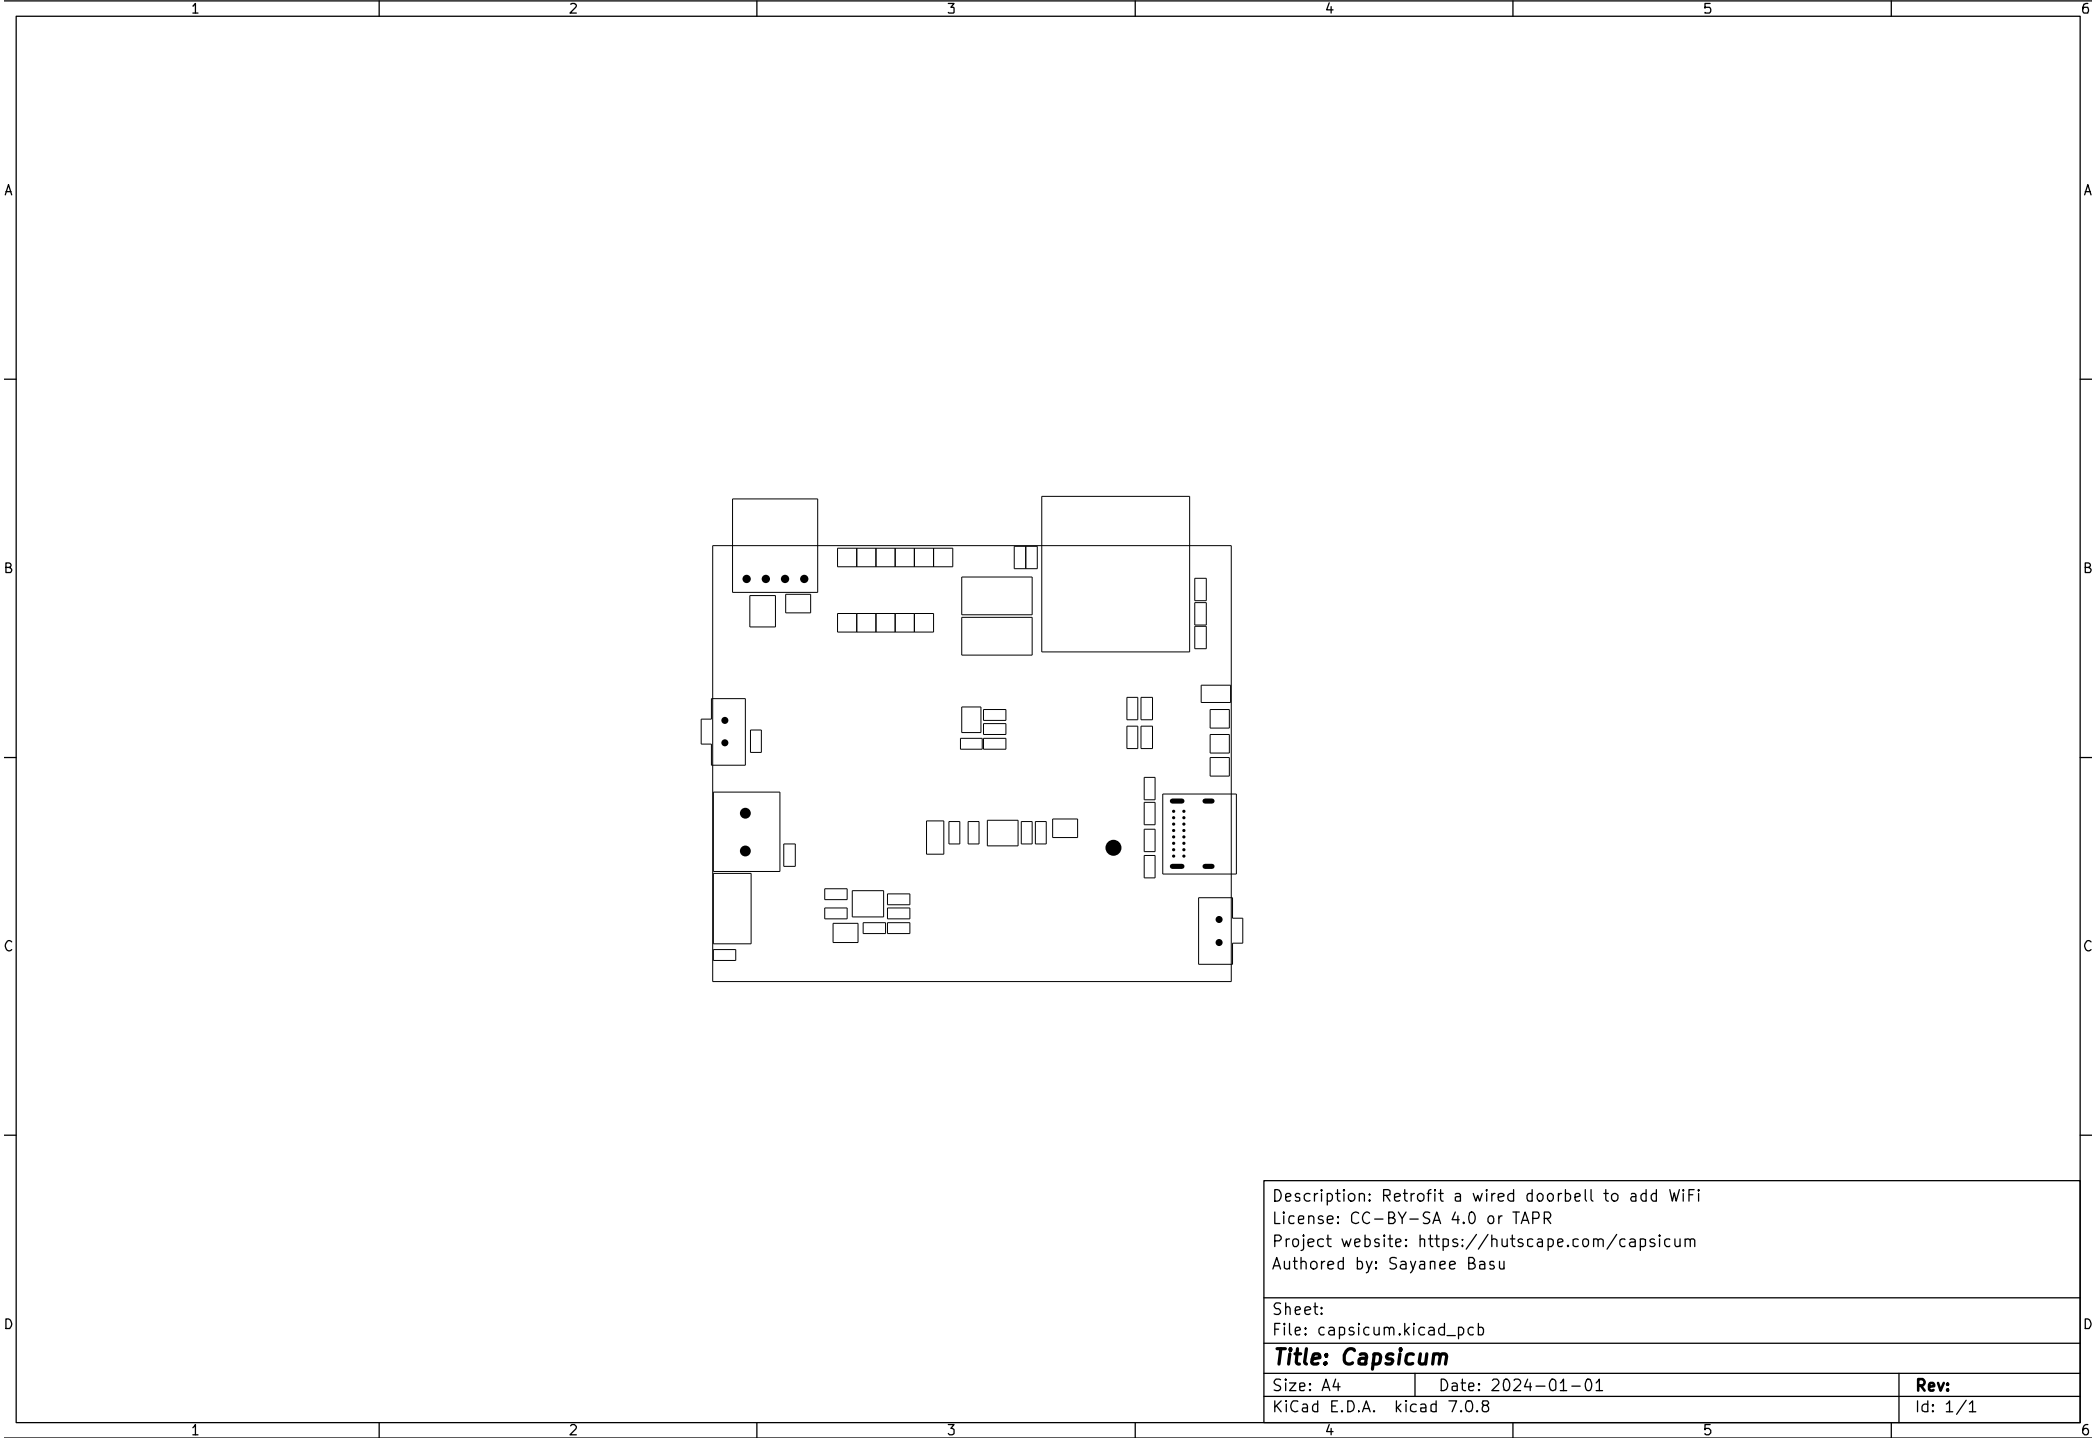 1 2 3 4 5 6
A A
B B
C C
Description: Retrofit a wired doorbell to add WiFi
License: CC-BY-SA 4.0 or TAPR
Project website: https://hutscape.com/capsicum
Authored by: Sayanee Basu
Sheet:
D D
File: capsicum.kicad_pcb
Title: Capsicum
Size: A4 Date: 2024-01-01 Rev:
KiCad E.D.A. kicad 7.0.8 Id: 1/1
1 2 3 4 5 6